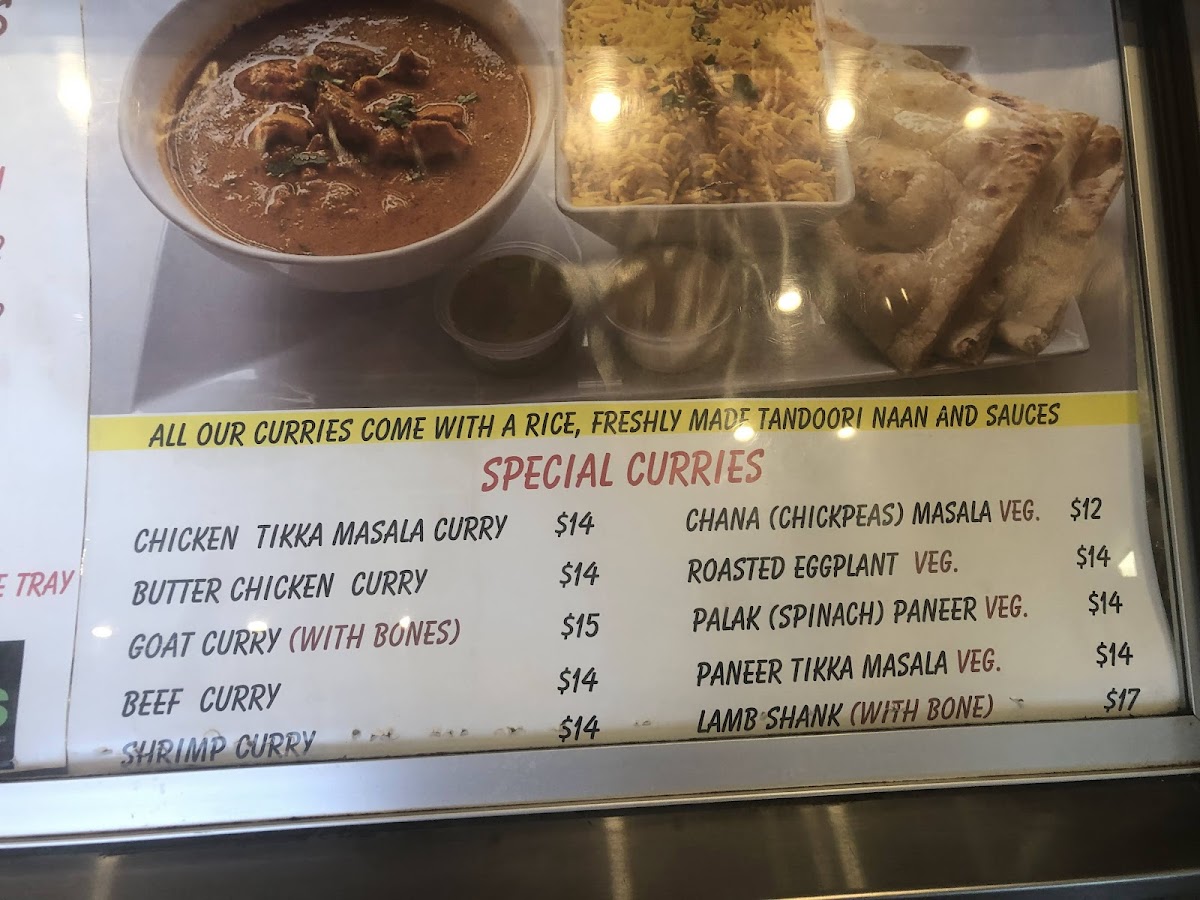 ALL OUR CURRIES COME WITH A RICE, FRESHLY MADE TANDOORI NAAN AND SAUCES
SPECIAL CURRIES
CHICKEN TIKKA MASALA CURRY $14
BUTTER CHICKEN CURRY $14
GOAT CURRY (WITH BONES) $15
BEEF CURRY $14
SHRIMP CURRY $14
CHANA (CHICKPEAS) MASALA VEG. $12
ROASTED EGGPLANT VEG. $14
PALAK (SPINACH) PANEER VEG. $14
PANEER TIKKA MASALA VEG. $14
LAMB SHANK (WITH BONE) $17
TRAY